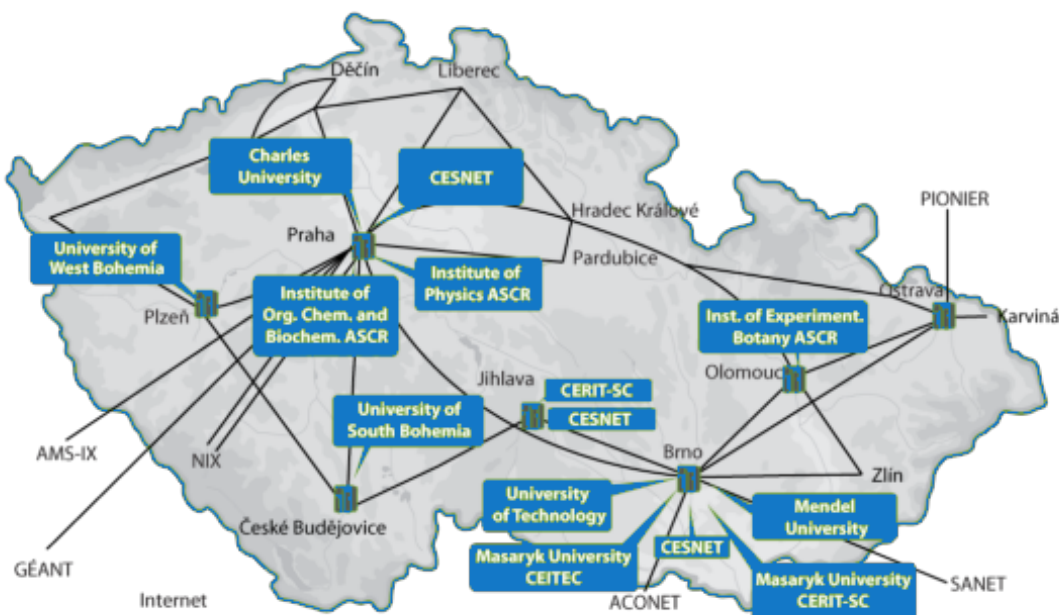 Děčín
Liberec
Charles
University
CESNET
PIONIER
Hradec Králové
Praha
University of
West Bohemia
Pardubice
Institute of
Physics ASCR
Ostrava
Karviná
Plzeň
Institute of
Org. Chem. and
Biochem. ASCR
Inst. of Experiment.
Botany ASCR
Olomouc
Jihlava
CERIT-SC
CESNET
University of
South Bohemia
AMS-IX
NIX
Brno
Zlín
University
of Technology
Mendel
University
České Budějovice
Masaryk University
CEITEC
CESNET
Masaryk University
CERIT-SC
GÉANT
SANET
Internet
ACONET